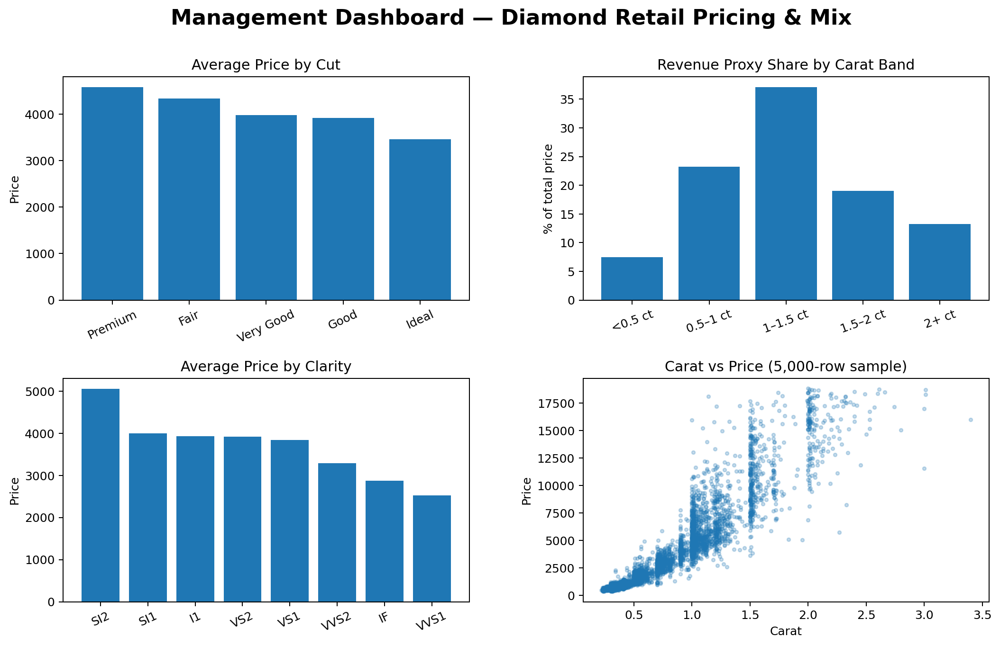 Management Dashboard — Diamond Retail Pricing & Mix
Average Price by Cut
Price
4000
3000
2000
1000
0
Premium
Fair
Very Good
Good
Ideal
Revenue Proxy Share by Carat Band
% of total price
35
30
25
20
15
10
5
0
<0.5 ct
0.5–1 ct
1–1.5 ct
1.5–2 ct
2+ ct
Average Price by Clarity
Price
5000
4000
3000
2000
1000
0
SI2
SI1
I1
VS2
VS1
VVS2
IF
VVS1
Carat vs Price (5,000-row sample)
Price
17500
15000
12500
10000
7500
5000
2500
0
0.5
1.0
1.5
2.0
2.5
3.0
3.5
Carat